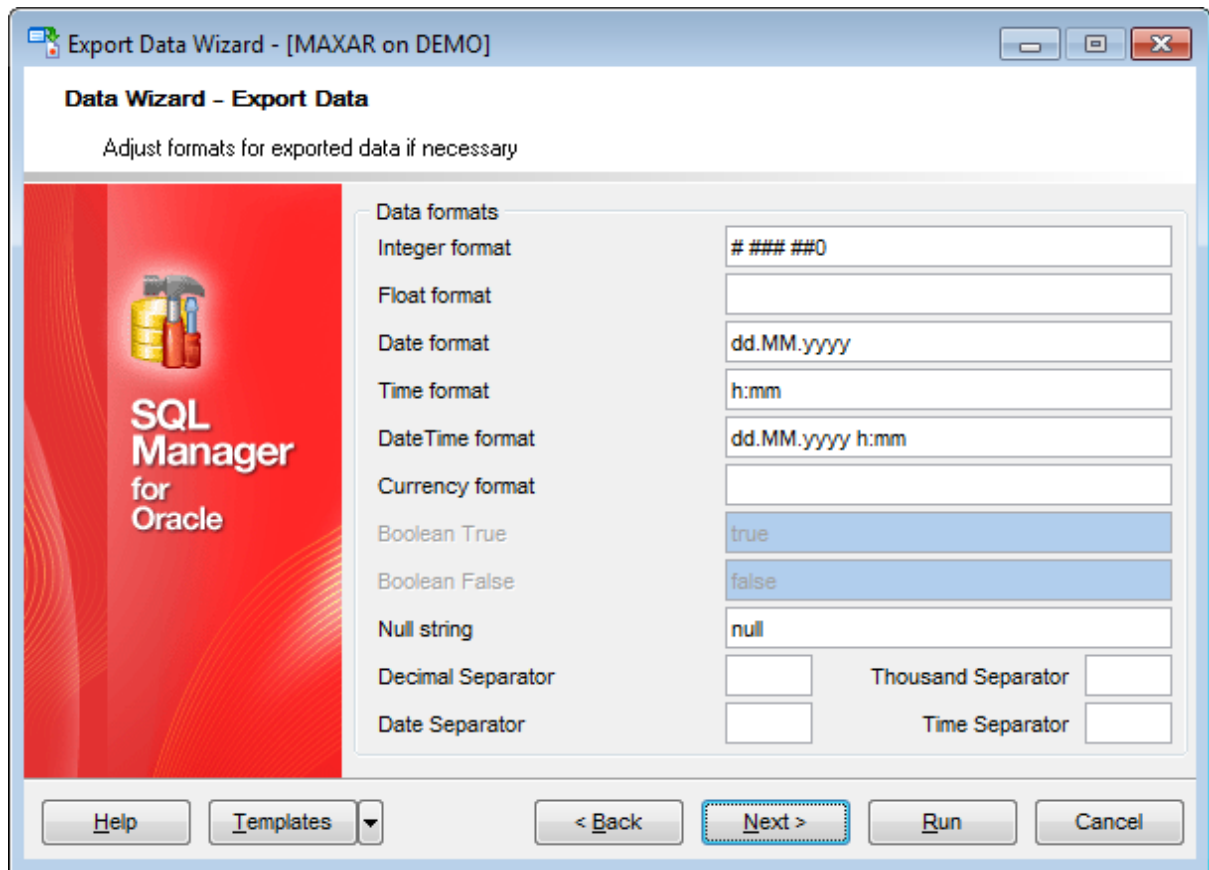 Export Data Wizard - [MAXAR on DEMO]
Data Wizard - Export Data
Adjust formats for exported data if necessary
SQL
Manager
for
Oracle
Data formats
Integer format # ### ##0
Float format
Date format dd.MM.yyyy
Time format h:mm
DateTime format dd.MM.yyyy h:mm
Currency format
Boolean True true
Boolean False false
Null string null
Decimal Separator Thousand Separator
Date Separator Time Separator
Help Templates < Back Next > Run Cancel